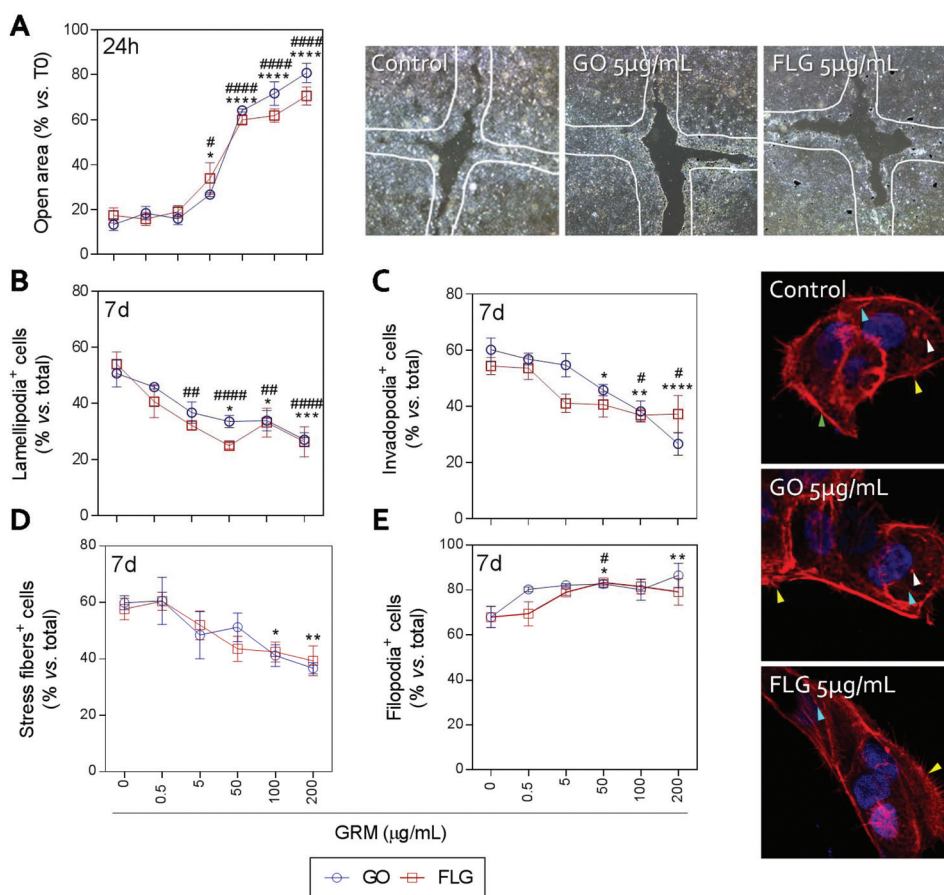 A
24h
Open area (% vs. T0)
100
80
60
40
20
0
#
*
####
****
####
****
####
****
Control
GO 5µg/mL
FLG 5µg/mL
B
7d
Lamellipodia+ cells
(% vs. total)
80
60
40
20
0
##
####
*
##
*
####
***
C
7d
Invadopodia+ cells
(% vs. total)
80
60
40
20
0
*
#
**
#
****
Control
GO 5µg/mL
FLG 5µg/mL
D
7d
Stress fibers+ cells
(% vs. total)
80
60
40
20
0
*
**
0
0.5
5
50
100
200
E
7d
Filopodia+ cells
(% vs. total)
100
80
60
40
20
0
#
*
**
0
0.5
5
50
100
200
GRM (µg/mL)
GO
FLG